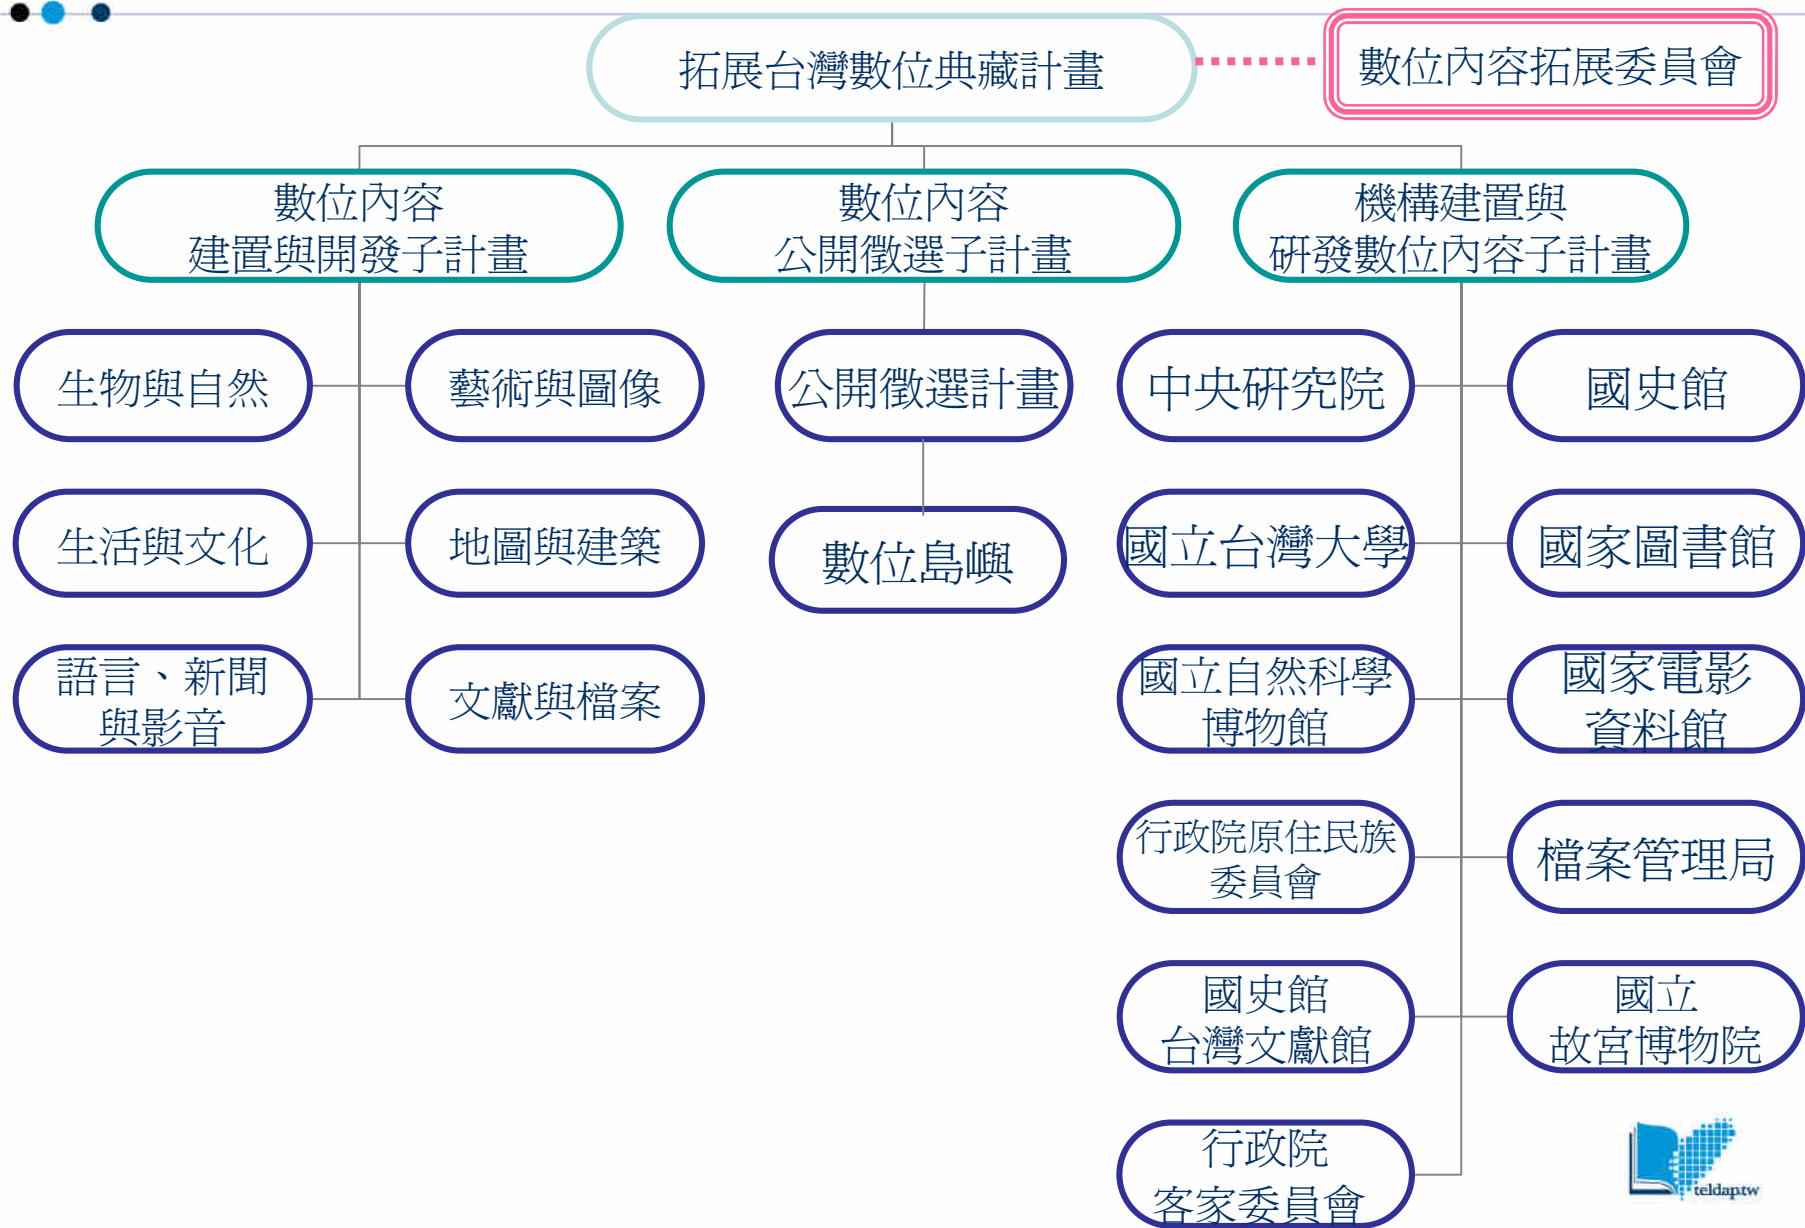 拓展台灣數位典藏計畫
數位內容拓展委員會
數位內容
建置與開發子計畫
數位內容
公開徵選子計畫
機構建置與
研發數位內容子計畫
生物與自然
藝術與圖像
公開徵選計畫
中央研究院
國史館
生活與文化
地圖與建築
數位島嶼
國立台灣大學
國家圖書館
語言、新聞
與影音
文獻與檔案
國立自然科學
博物館
國家電影
資料館
行政院原住民族
委員會
檔案管理局
國史館
台灣文獻館
國立
故宮博物院
行政院
客家委員會
teldap.tw